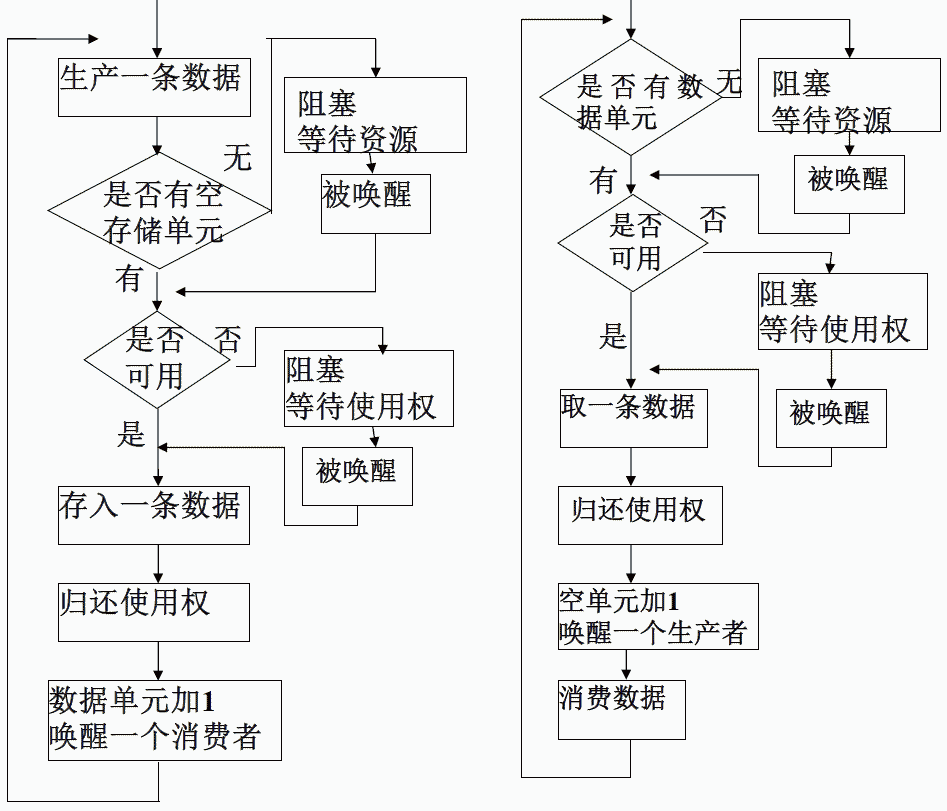 生产一条数据
无
阻塞
等待资源
是否有空
存储单元
被唤醒
有
是否
可用
否
阻塞
等待使用权
是
被唤醒
存入一条数据
归还使用权
数据单元加1
唤醒一个消费者
是否有数
据单元
无
阻塞
等待资源
被唤醒
有
是否
可用
否
阻塞
等待使用权
是
取一条数据
被唤醒
归还使用权
空单元加1
唤醒一个生产者
消费数据